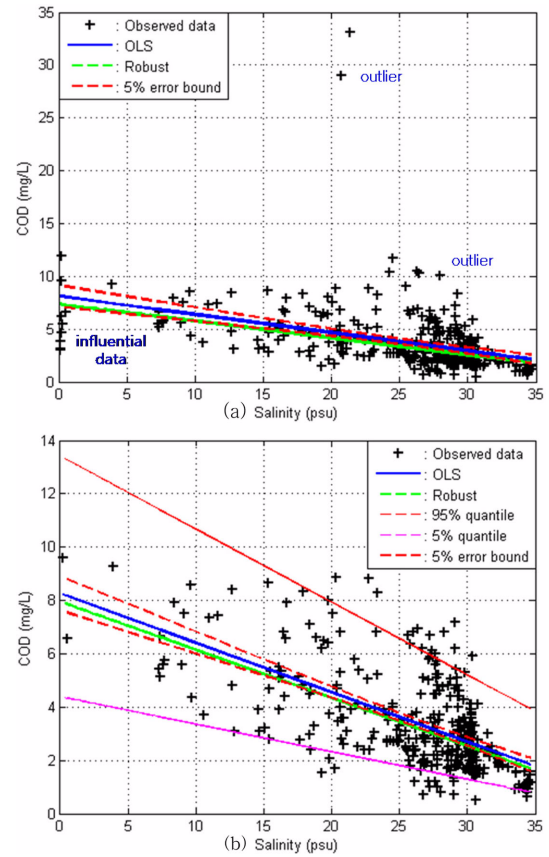 35
30
25
20
15
10
5
0
COD (mg/L)
+ : Observed data
: OLS
: Robust
: 5% error bound
outlier
outlier
influential
data
0 5 10 15 20 25 30 35
(a) Salinity (psu)
14
12
10
8
6
4
2
0
COD (mg/L)
+ : Observed data
: OLS
: Robust
: 95% quantile
: 5% quantile
: 5% error bound
0 5 10 15 20 25 30 35
(b) Salinity (psu)